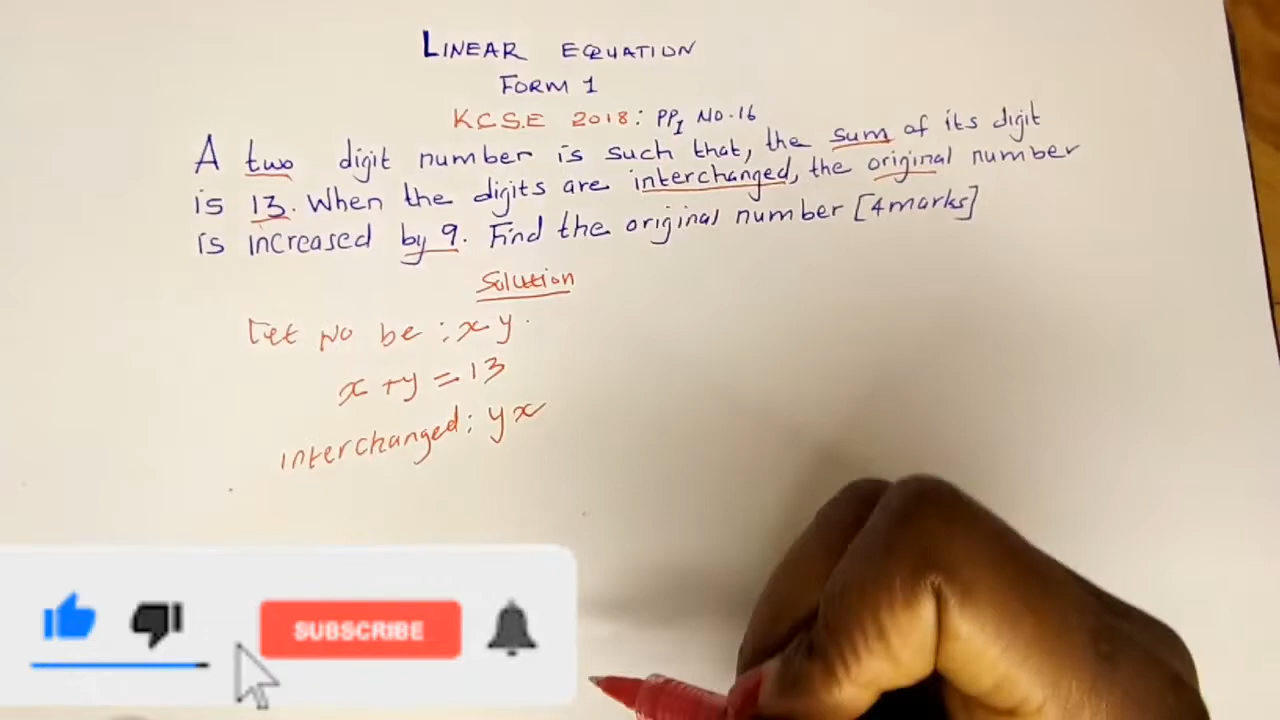 LINEAR EQUATION
FORM 1
K.C.S.E 2018: PP1 NO.16
A two digit number is such that, the sum of its digit
is 13. When the digits are interchanged, the original number
is increased by 9. Find the original number [4marks]
Solution
Let No be : xy.
x + y = 13
interchanged; yx
SUBSCRIBE